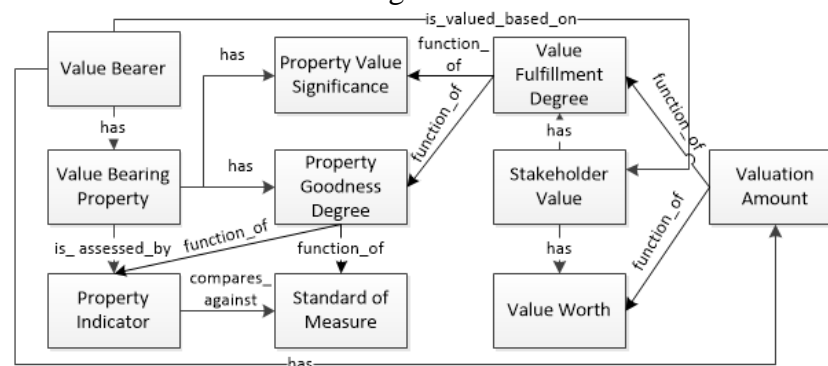 is_valued_based_on
Value Bearer
has
Property Value
Significance
function_
of
Value
Fulfillment
Degree
has
function_of
function_of
has
Value Bearing
Property
has
Property
Goodness
Degree
Stakeholder
Value
Valuation
Amount
is_ assessed_by
function_of
function_of
has
function_of
Property
Indicator
compares_
against
Standard of
Measure
Value Worth
has